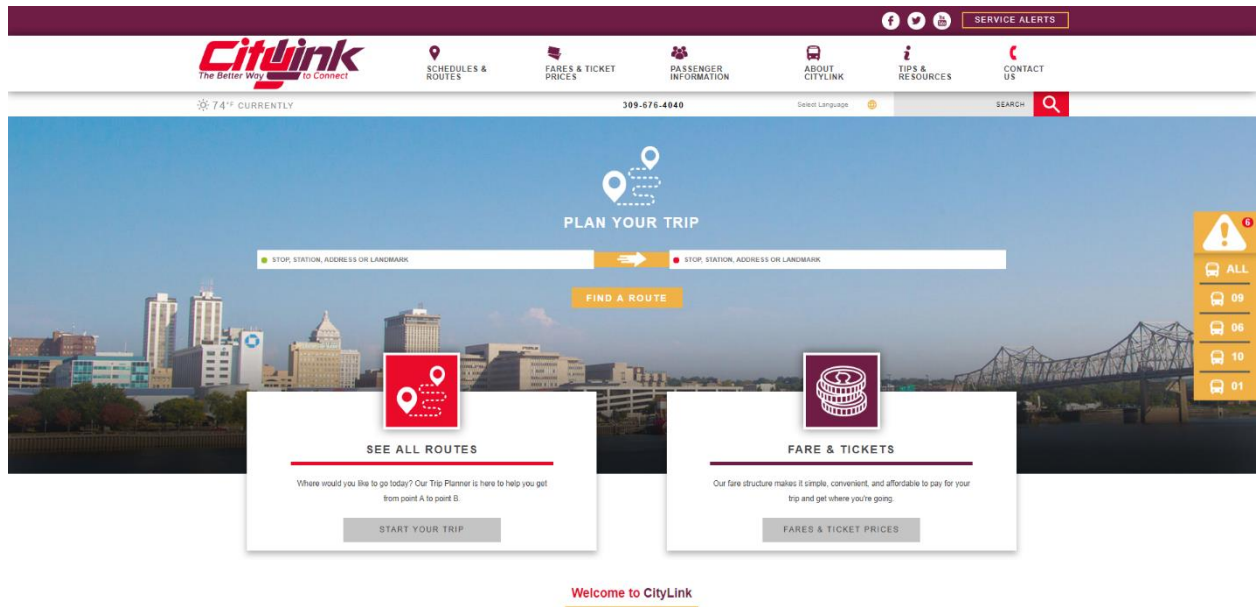 SERVICE ALERTS
Citylink
The Better Way to Connect
SCHEDULES &
ROUTES
FARES & TICKET
PRICES
PASSENGER
INFORMATION
ABOUT
CITYLINK
TIPS &
RESOURCES
CONTACT
US
74°F CURRENTLY
309-676-4040
Select Language
SEARCH
PLAN YOUR TRIP
STOP, STATION, ADDRESS OR LANDMARK
STOP, STATION, ADDRESS OR LANDMARK
FIND A ROUTE
6
ALL
09
06
10
01
SEE ALL ROUTES
Where would you like to go today? Our Trip Planner is here to help you get
from point A to point B.
START YOUR TRIP
FARE & TICKETS
Our fare structure makes it simple, convenient, and affordable to pay for your
trip and get where you're going.
FARES & TICKET PRICES
Welcome to CityLink